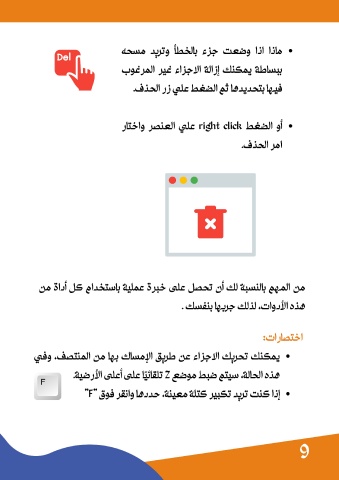 • ماذا اذا وضعت جزء بالخطأ وتريد مسحه
Del
ببساطة يمكنك إزالة الاجزاء غير المرغوب
فيها بتحديدها ثم الضغط علي زر الحذف.
• أو الضغط right click علي العنصر واختار
امر الحذف.
من المهم بالنسبة لك أن تحصل على خبرة عملية باستخدام كل أداة من
هذه الأدوات، لذلك جربها بنفسك .
اختصارات:
• يمكنك تحريك الاجزاء عن طريق الإمساك بها من المنتصف، وفي
هذه الحالة، سيتم ضبط موضع Z تلقائيًا على أعلى الأرضية.
F
• إذا كنت تريد تكبير كتلة معينة، حددها وانقر فوق "F"
9